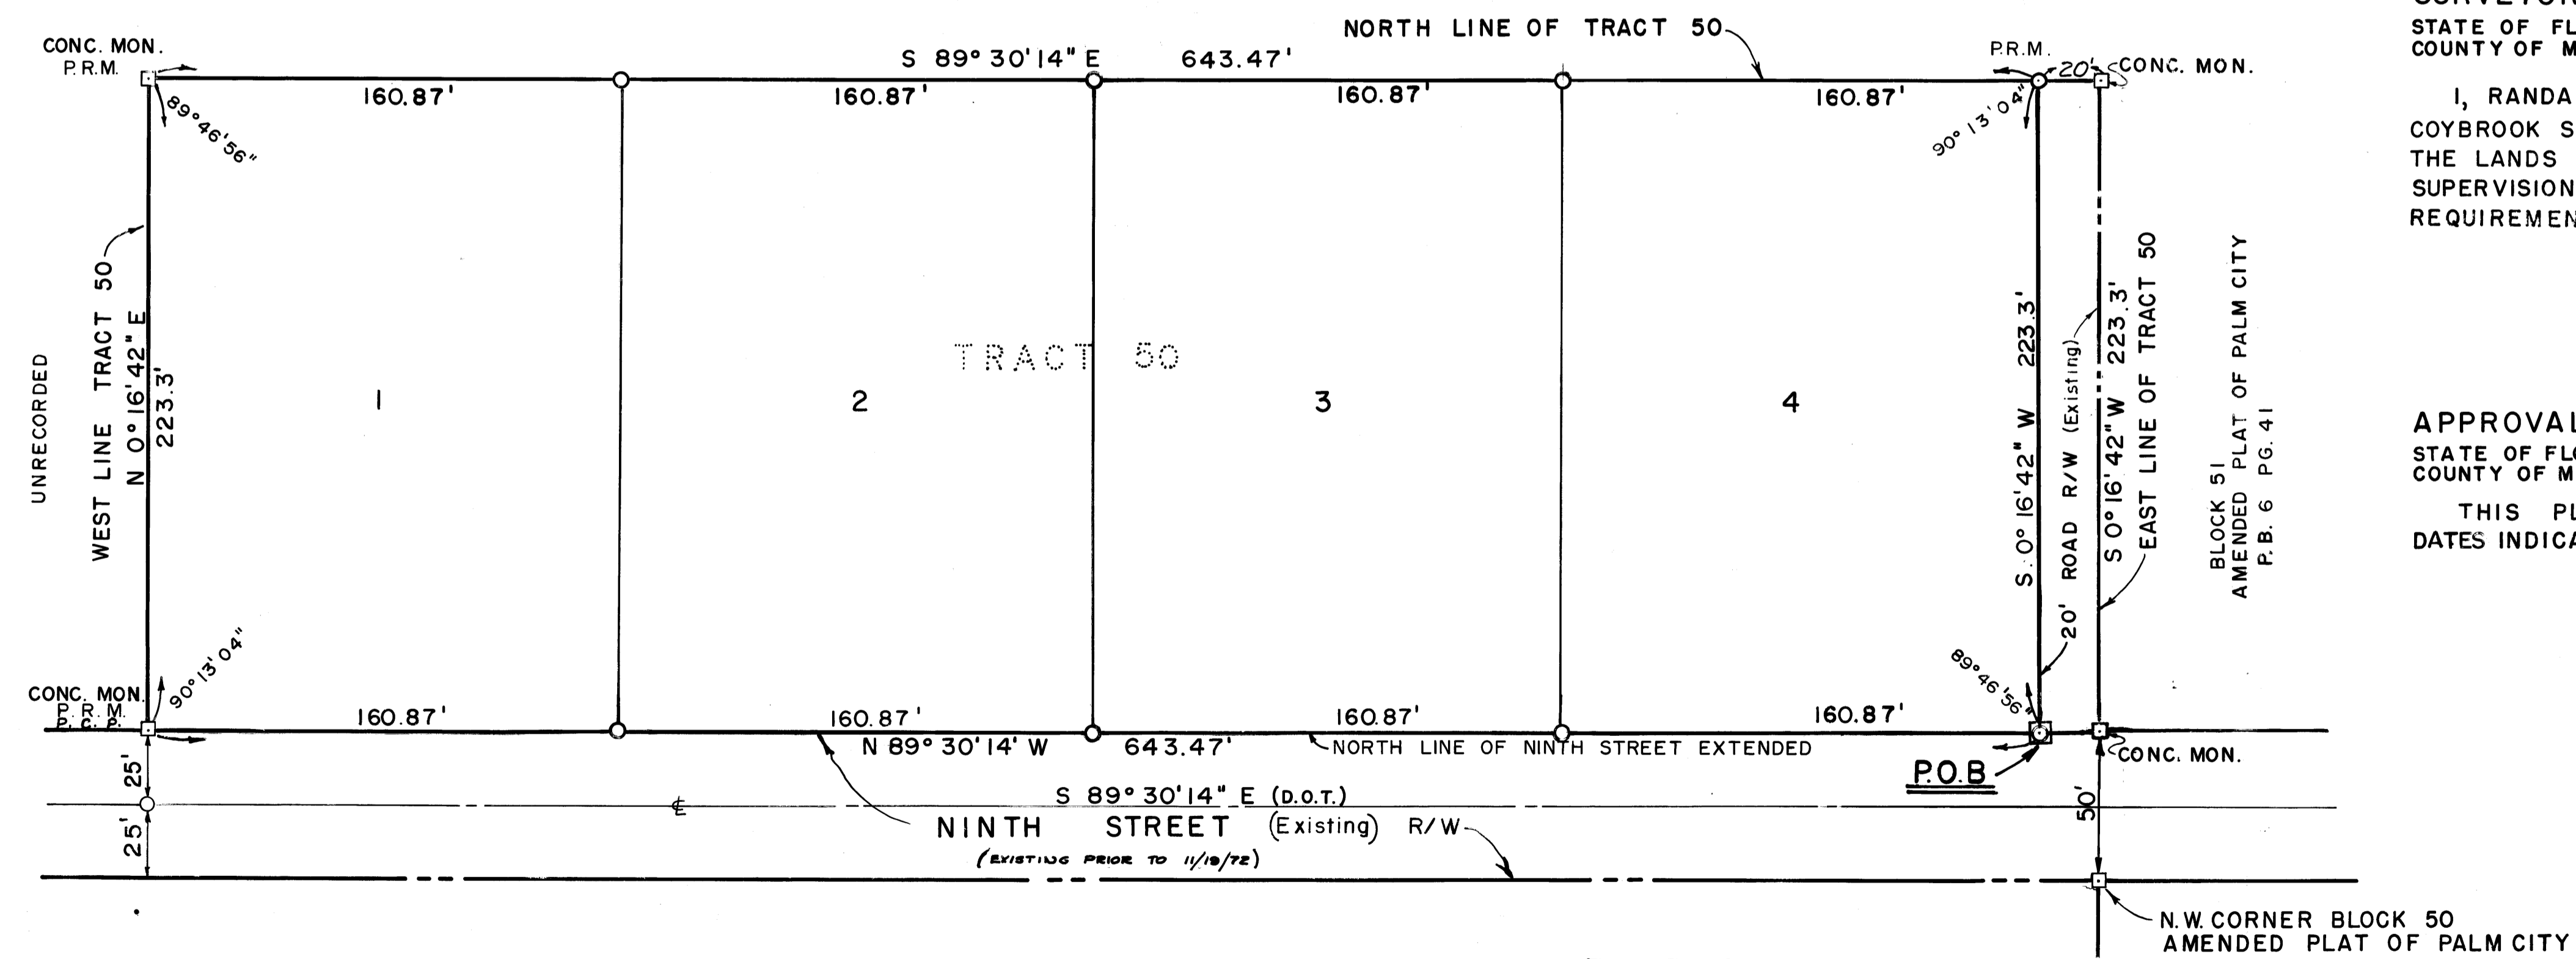 NORTH LINE OF TRACT 50
CONC. MON.
P.R.M.
S 89° 30' 14" E 643.47'
P.R.M.
20'
CONC. MON.
160.87'
160.87'
160.87'
160.87'
89° 46' 56"
90° 13' 04"
STATE OF FL
COUNTY OF M
I, RANDA
COYBROOK S
THE LANDS
SUPERVISION
REQUIREMEN
UNRECORDED
WEST LINE TRACT 50
N 0° 16' 42" E
223.3'
TRACT 50
1
2
3
4
S. 0° 16' 42" W 223.3'
20' ROAD R/W (Existing)
S 0° 16' 42" W 223.3'
EAST LINE OF TRACT 50
BLOCK 51
AMENDED PLAT OF PALM CITY
P.B. 6 PG. 41
APPROVAL
STATE OF FLO
COUNTY OF M
THIS PL
DATES INDICA
90° 13' 04"
89° 46' 56"
CONC. MON.
P. R. M.
P. C. P.
160.87'
160.87'
160.87'
160.87'
N 89° 30' 14' W 643.47'
NORTH LINE OF NINTH STREET EXTENDED
CONC. MON.
P.O.B
25'
25'
50'
S 89° 30' 14" E (D.O.T.)
℄
NINTH STREET (Existing) R/W
(EXISTING PRIOR TO 11/19/72)
N.W. CORNER BLOCK 50
AMENDED PLAT OF PALM CITY